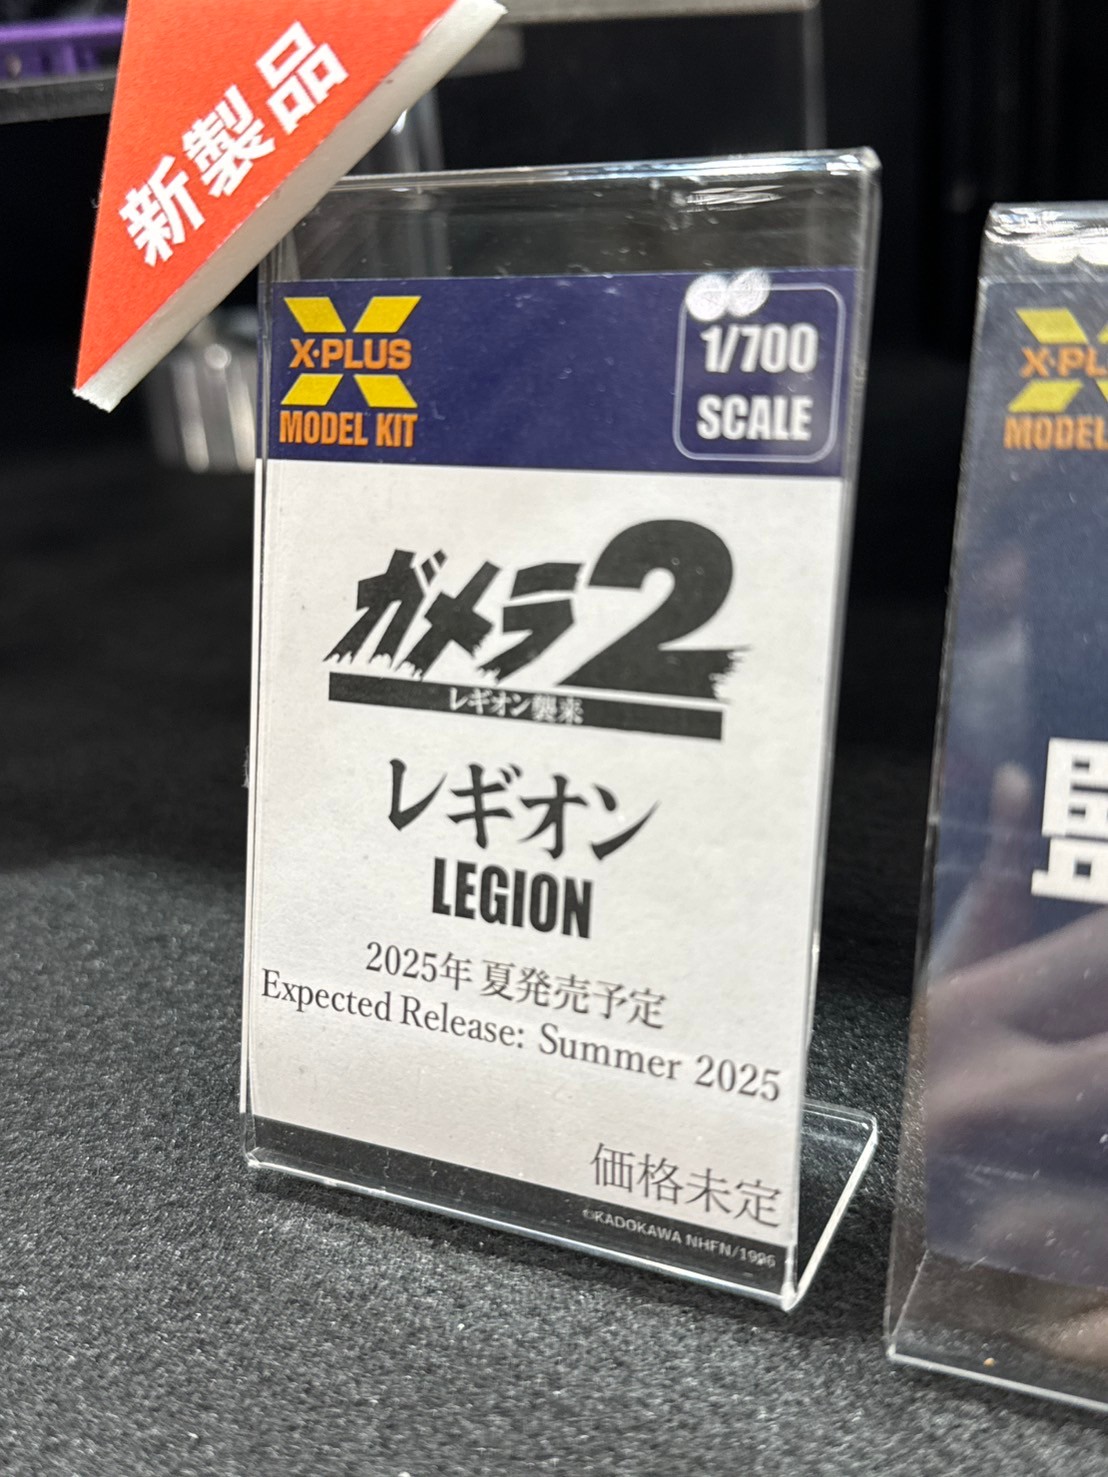 新製品
X-PLUS
MODEL KIT
1/700
SCALE
ガメラ2
レギオン襲来
レギオン
LEGION
2025年 夏発売予定
Expected Release: Summer 2025
価格未定
©KADOKAWA NHFN/1996
X-PL
MODEL